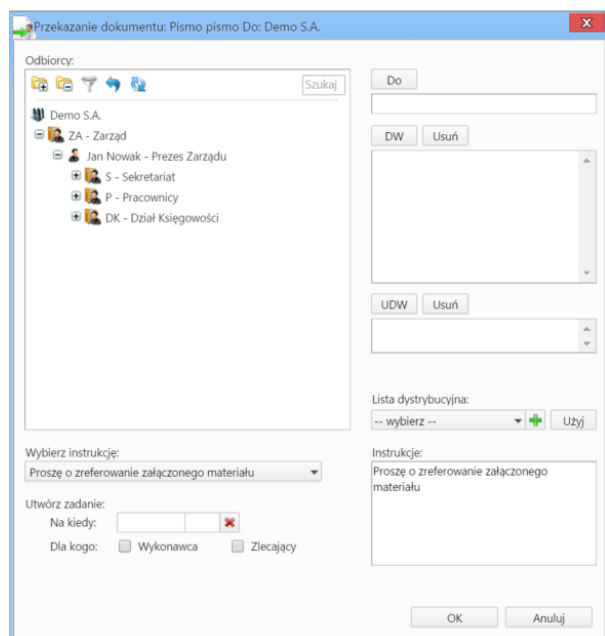 Przekazanie dokumentu: Pismo pismo Do: Demo S.A.
Odbiorcy:
Szukaj
Demo S.A.
ZA - Zarząd
Jan Nowak - Prezes Zarządu
S - Sekretariat
P - Pracownicy
DK - Dział Księgowości
Do
DW Usuń
UDW Usuń
Lista dystrybucyjna:
-- wybierz -- Użyj
Wybierz instrukcję:
Proszę o zreferowanie załączonego materiału
Instrukcje:
Proszę o zreferowanie załączonego
materiału
Utwórz zadanie:
Na kiedy:
Dla kogo: Wykonawca Zlecający
OK Anuluj